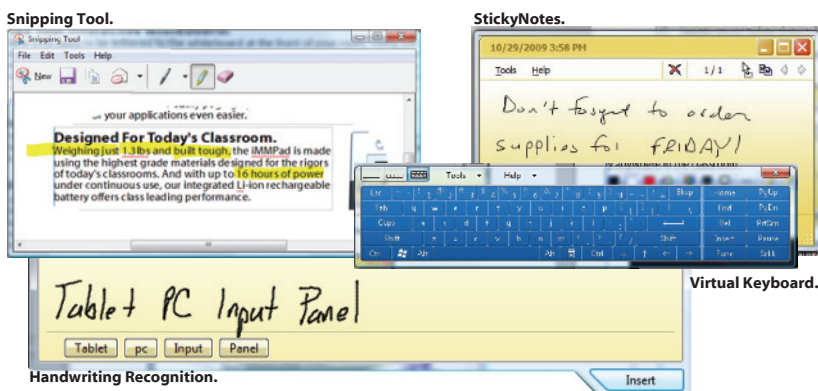 Snipping Tool.
StickyNotes.
Snipping Tool
File Edit Tools Help
New
of your applications even easier.
Designed For Today's Classroom.
Weighing just 1.3lbs and built tough, the iMMPad is made
using the highest grade materials designed for the rigors
of today's classrooms. And with up to 16 hours of power
under continuous use, our integrated Li-ion rechargeable
battery offers class leading performance.
10/29/2009 3:58 PM
Tools Help
1/1
Don't forget to order
supplies for FRIDAY!
Tools Help
Esc Bksp Home PgUp
Tab q w e r t y u i o p End PgDn
Caps a s d f g h j k l Del PrtScn
Shift z x c v b n m Shift Insert Pause
Ctrl Alt Alt Ctrl Func ScrLk
Virtual Keyboard.
Tablet PC Input Panel
Tablet pc Input Panel
Handwriting Recognition.
Insert